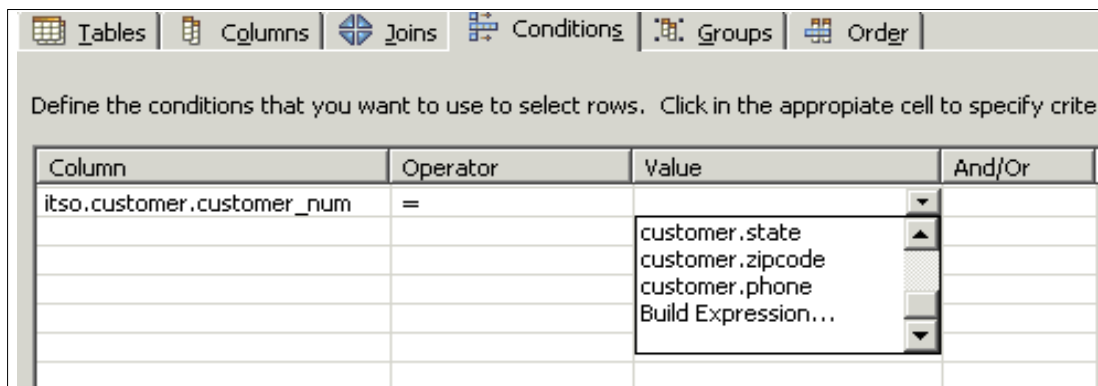 Tables Columns Joins Conditions Groups Order
Define the conditions that you want to use to select rows. Click in the appropiate cell to specify crite
Column Operator Value And/Or
itso.customer.customer_num =
customer.state
customer.zipcode
customer.phone
Build Expression...